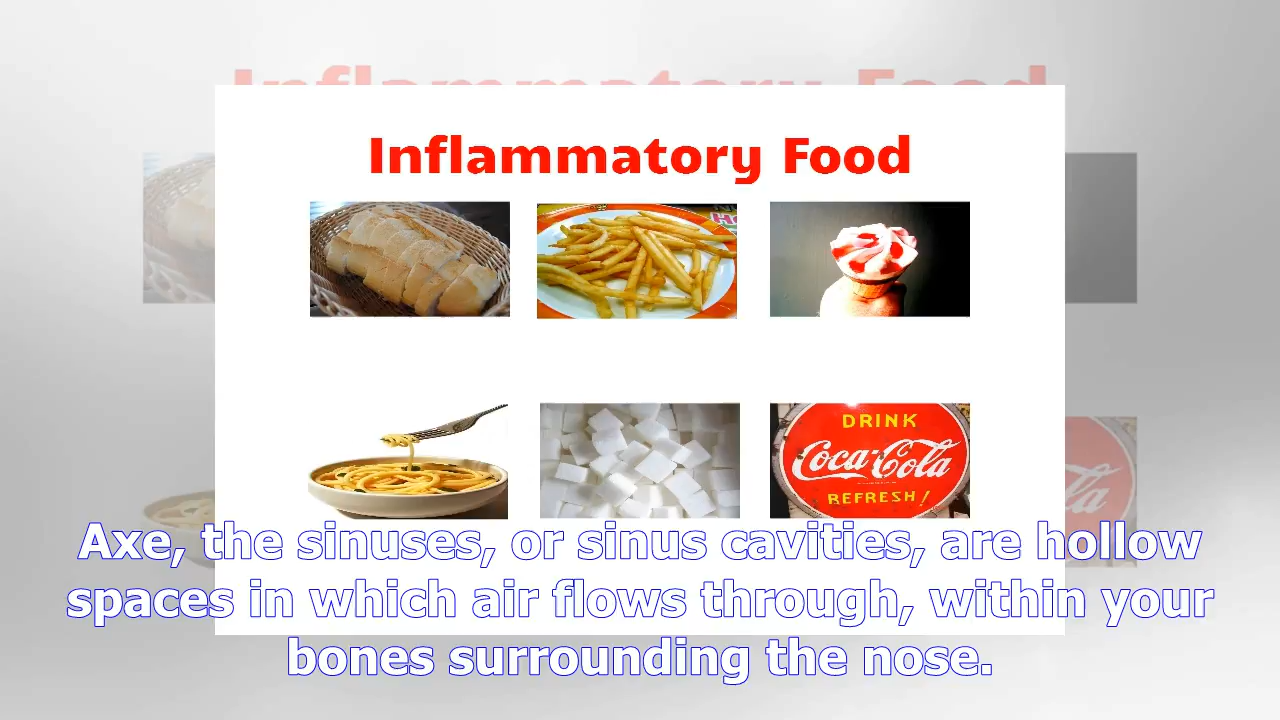 Inflammatory Food
DRINK
Coca-Cola
REFRESH!
Axe, the sinuses, or sinus cavities, are hollow
spaces in which air flows through, within your
bones surrounding the nose.